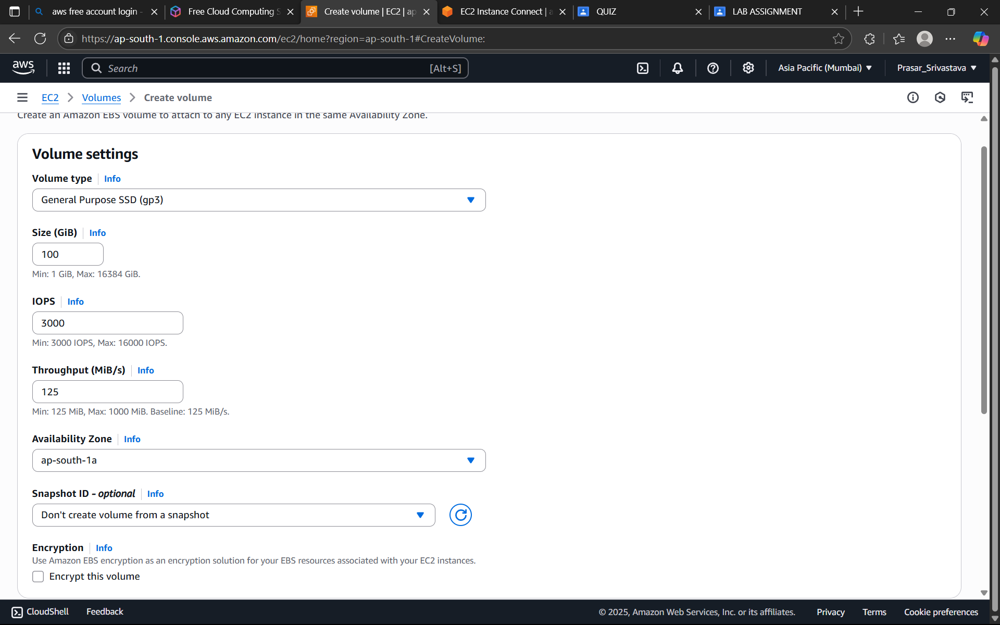 aws free account login -
Free Cloud Computing S
Create volume | EC2 | ap
EC2 Instance Connect | a
QUIZ
LAB ASSIGNMENT
https://ap-south-1.console.aws.amazon.com/ec2/home?region=ap-south-1#CreateVolume:
aws
Search
[Alt+S]
Asia Pacific (Mumbai)
Prasar_Srivastava
EC2
Volumes
Create volume
Create an Amazon EBS volume to attach to any EC2 instance in the same Availability Zone.
Volume settings
Volume type
Info
General Purpose SSD (gp3)
Size (GiB)
Info
100
Min: 1 GiB, Max: 16384 GiB.
IOPS
Info
3000
Min: 3000 IOPS, Max: 16000 IOPS.
Throughput (MiB/s)
Info
125
Min: 125 MiB, Max: 1000 MiB. Baseline: 125 MiB/s.
Availability Zone
Info
ap-south-1a
Snapshot ID - optional
Info
Don't create volume from a snapshot
Encryption
Info
Use Amazon EBS encryption as an encryption solution for your EBS resources associated with your EC2 instances.
Encrypt this volume
CloudShell
Feedback
© 2025, Amazon Web Services, Inc. or its affiliates.
Privacy
Terms
Cookie preferences